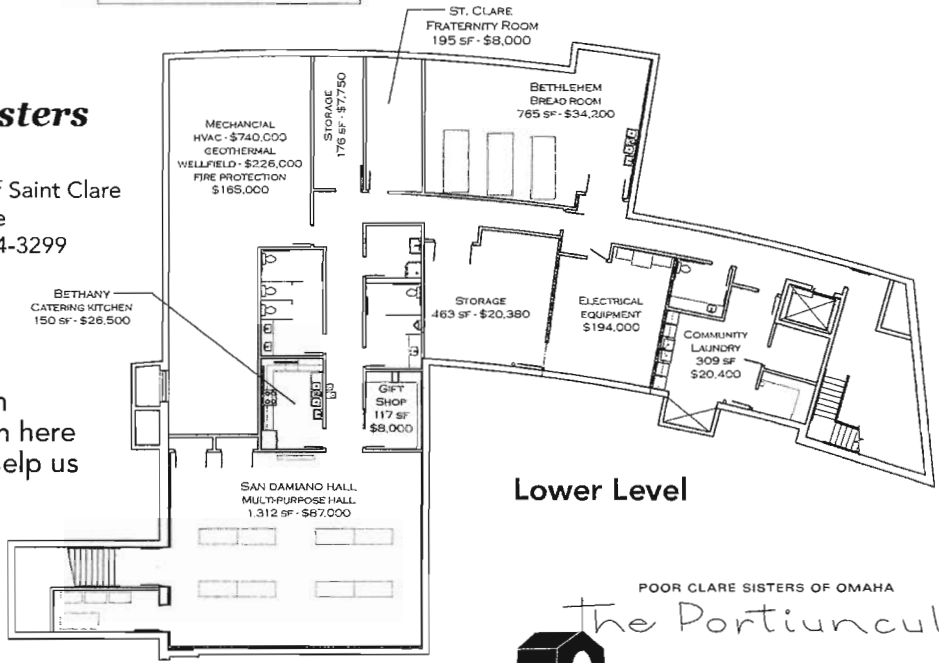 sters
Saint Clare
e
4-3299
here
elp us
ST. CLARE
FRATERNITY ROOM
195 SF - $8,000
BETHLEHEM
BREAD ROOM
765 SF - $34,200
STORAGE
176 SF - $7,750
MECHANCIAL
HVAC - $740,000
GEOTHERMAL
WELLFIELD - $226,000
FIRE PROTECTION
$165,000
BETHANY
CATERING KITCHEN
150 SF - $26,500
STORAGE
463 SF - $20,380
ELECTRICAL
EQUIPMENT
$194,000
COMMUNITY
LAUNDRY
309 SF
$20,400
GIFT
SHOP
117 SF
$8,000
SAN DAMIANO HALL
MULTI-PURPOSE HALL
1,312 SF - $87,000
Lower Level
POOR CLARE SISTERS OF OMAHA
The Portiuncul